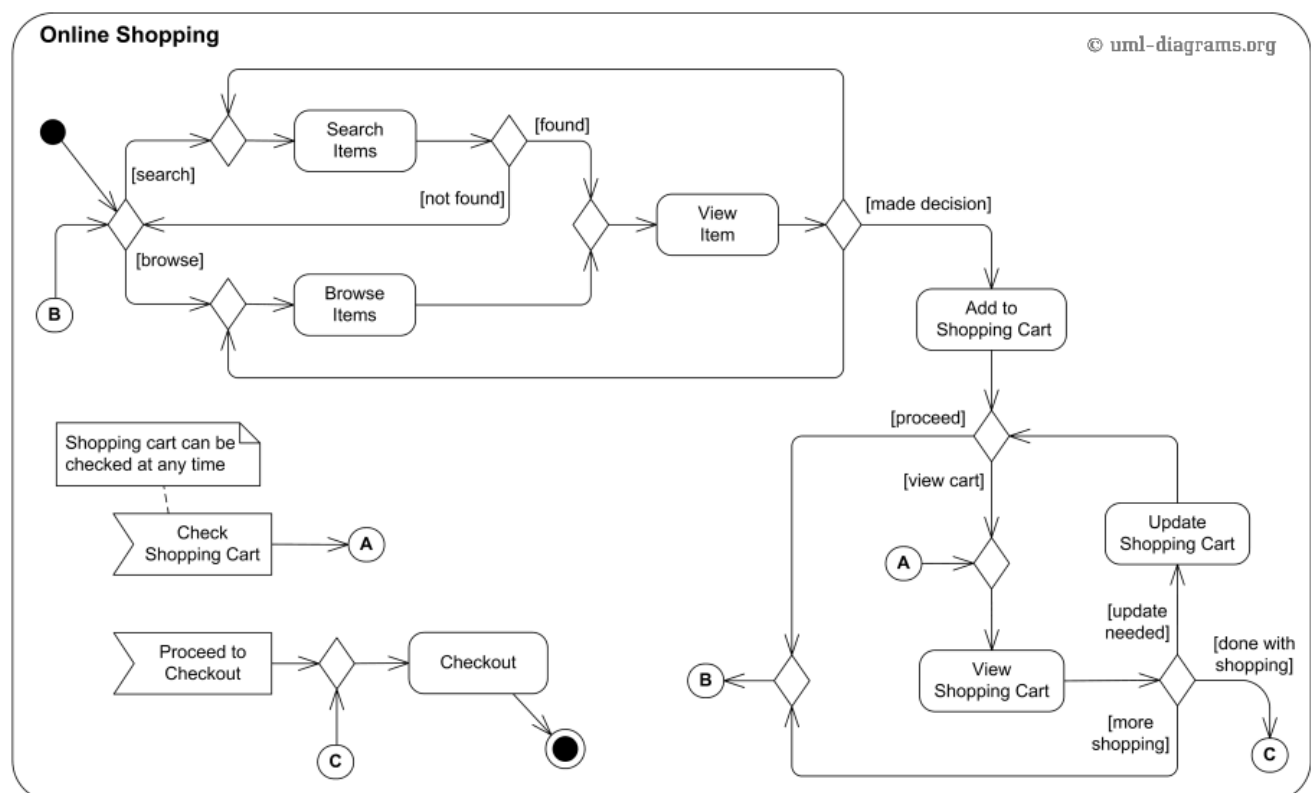 Online Shopping
© uml-diagrams.org
Search
Items
[found]
[search]
[not found]
View
Item
[made decision]
[browse]
B
Browse
Items
Add to
Shopping Cart
[proceed]
Shopping cart can be
checked at any time
[view cart]
Check
Shopping Cart
A
Update
Shopping Cart
A
[update
needed]
[done with
shopping]
Proceed to
Checkout
Checkout
View
Shopping Cart
B
[more
shopping]
C
C